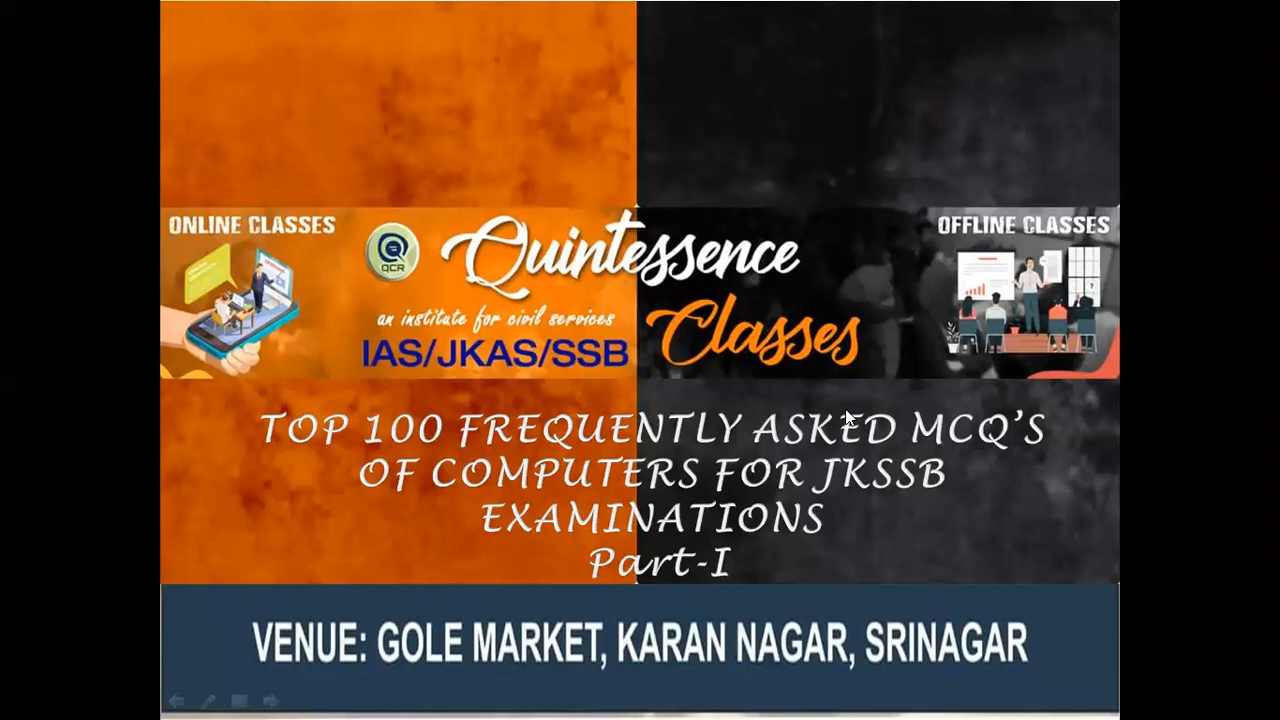 ONLINE CLASSES
OFFLINE CLASSES
QCR
Quintessence
Classes
an institute for civil services
IAS/JKAS/SSB
TOP 100 FREQUENTLY ASKED MCQ'S
OF COMPUTERS FOR JKSSB
EXAMINATIONS
Part-I
VENUE: GOLE MARKET, KARAN NAGAR, SRINAGAR